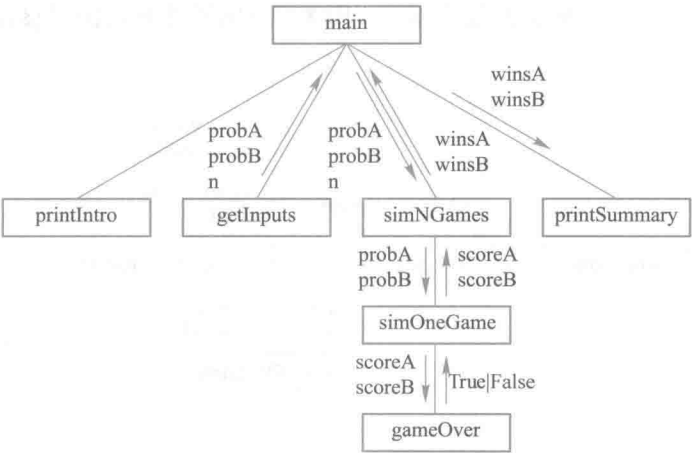 main
winsA
winsB
probA
probB
n
probA
probB
n
winsA
winsB
printIntro
getInputs
simNGames
printSummary
probA
probB
scoreA
scoreB
simOneGame
scoreA
scoreB
True|False
gameOver